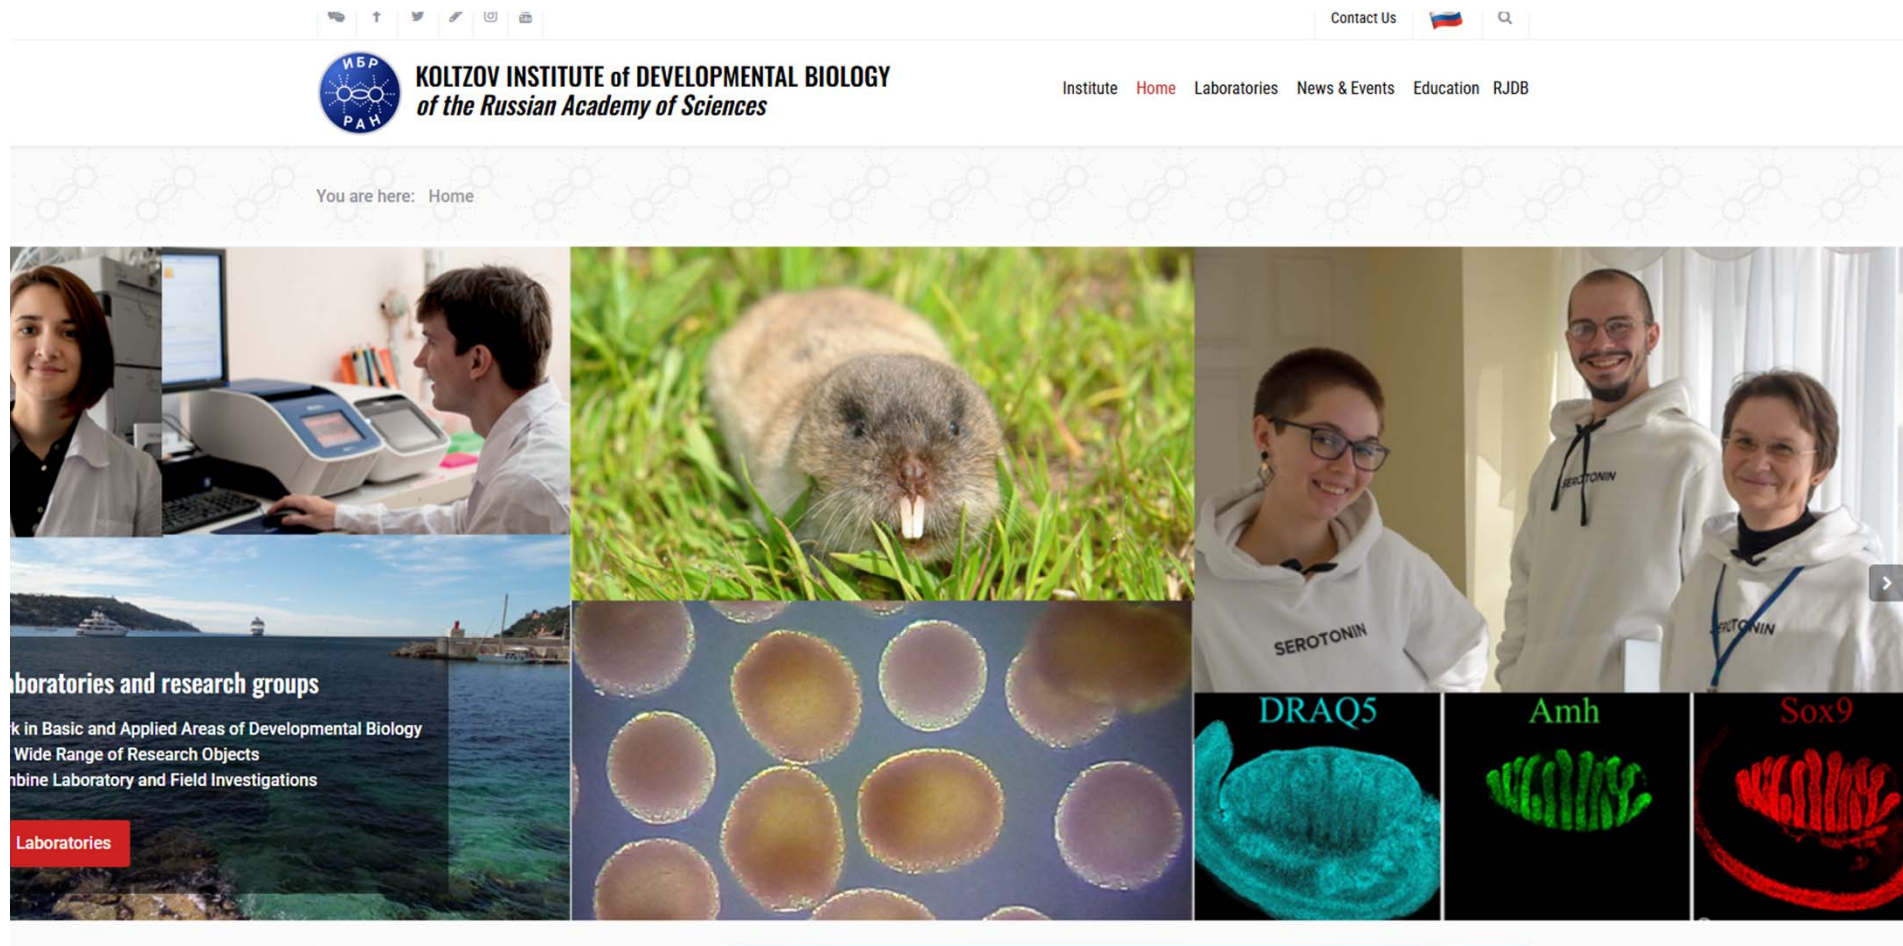 Contact Us
ИБР
РАН
KOLTZOV INSTITUTE of DEVELOPMENTAL BIOLOGY
of the Russian Academy of Sciences
Institute Home Laboratories News & Events Education RJDB
You are here: Home
SEROTONIN
SEROTONIN
boratories and research groups
k in Basic and Applied Areas of Developmental Biology
Wide Range of Research Objects
bine Laboratory and Field Investigations
Laboratories
DRAQ5
Amh
Sox9